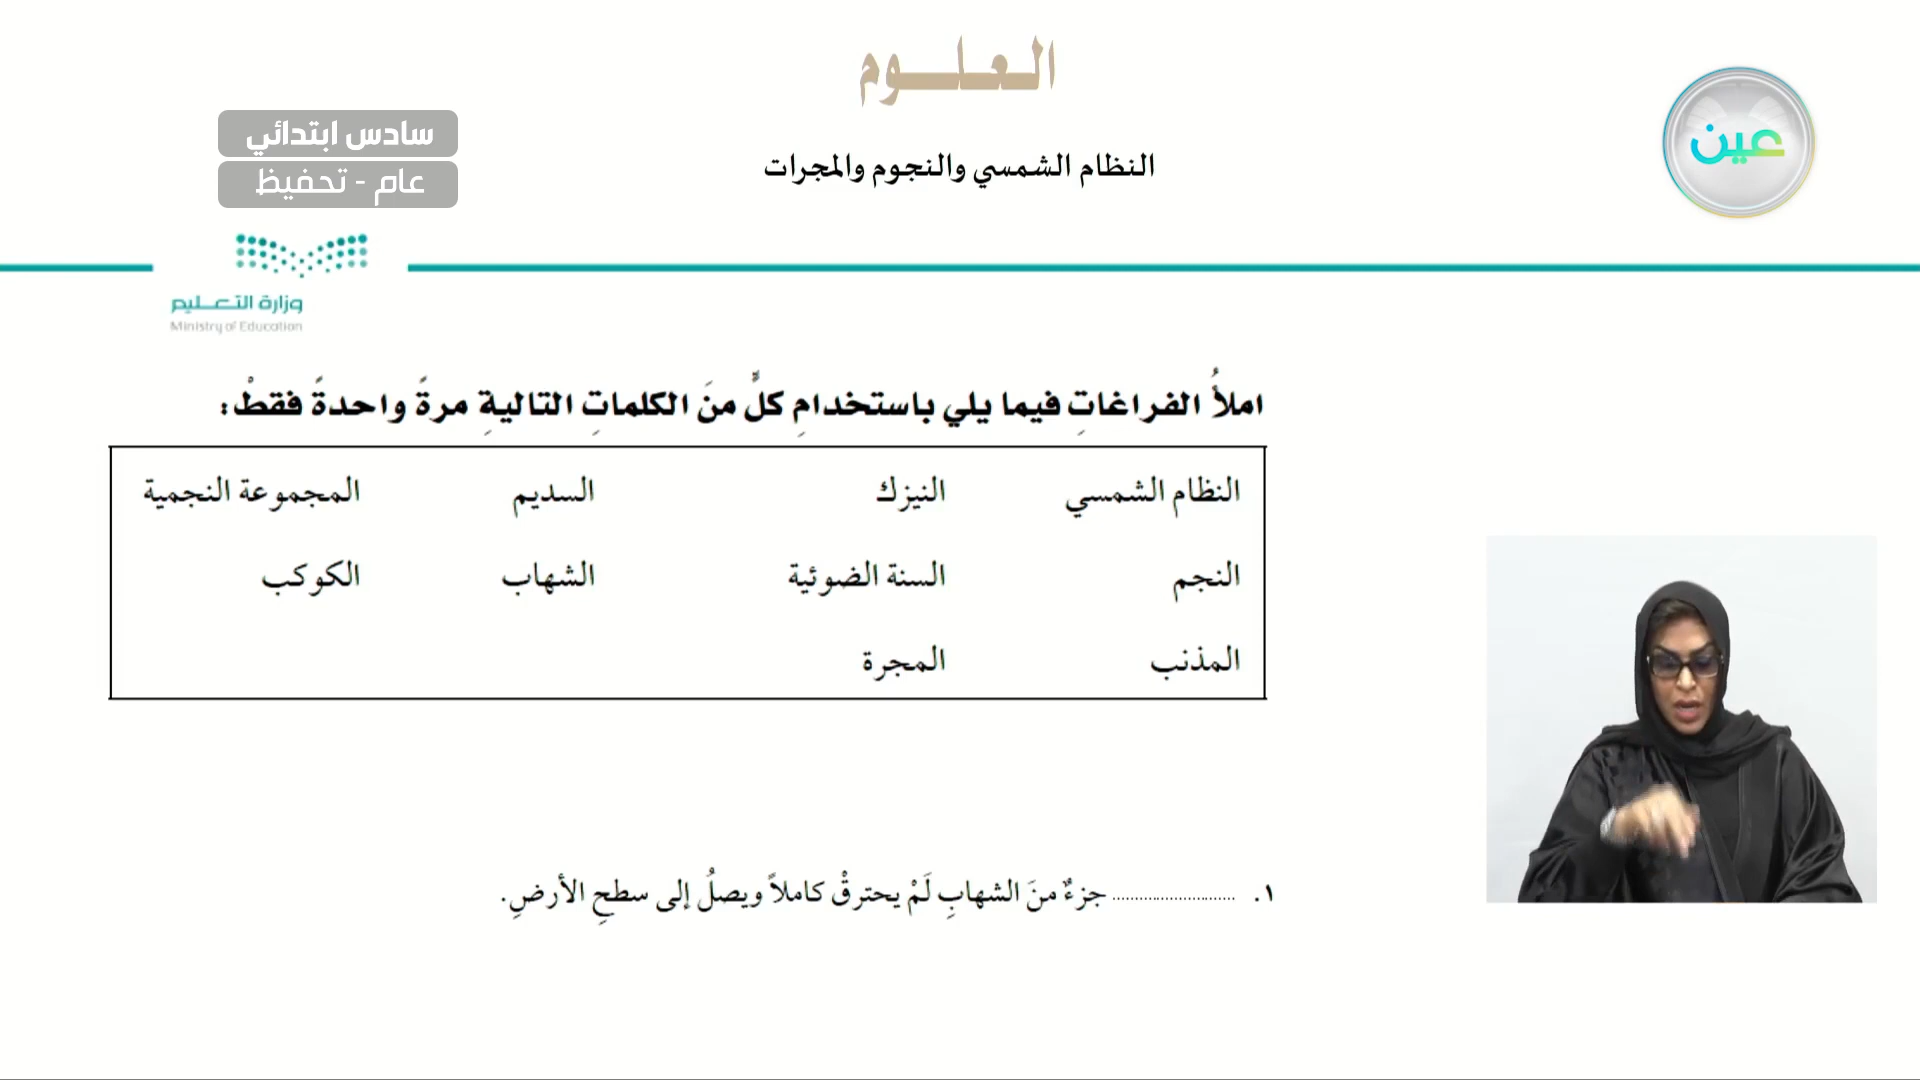 العلوم
عين
سادس ابتدائي
عام - تحفيظ
النظام الشمسي والنجوم والمجرات
وزارة التعليم
Ministry of Education
املأُ الفراغاتِ فيما يلي باستخدامِ كلٍّ منَ الكلماتِ التاليةِ مرةً واحدةً فقطْ:
النظام الشمسي النيزك السديم المجموعة النجمية
النجم السنة الضوئية الشهاب الكوكب
المذنب المجرة
١. ........................... جزءٌ منَ الشهابِ لَمْ يحترقْ كاملاً ويصلُ إلى سطحِ الأرضِ.